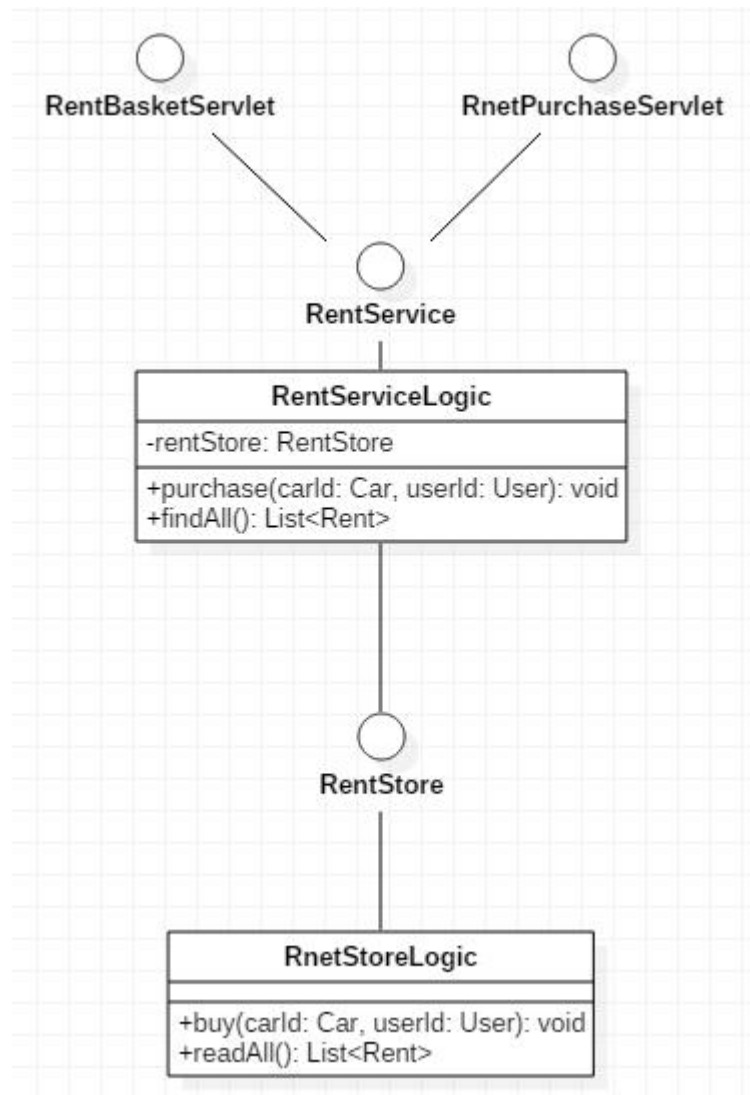 RentBasketServlet
RnetPurchaseServlet
RentService
RentServiceLogic
-rentStore: RentStore
+purchase(carId: Car, userId: User): void
+findAll(): List<Rent>
RentStore
RnetStoreLogic
+buy(carId: Car, userId: User): void
+readAll(): List<Rent>